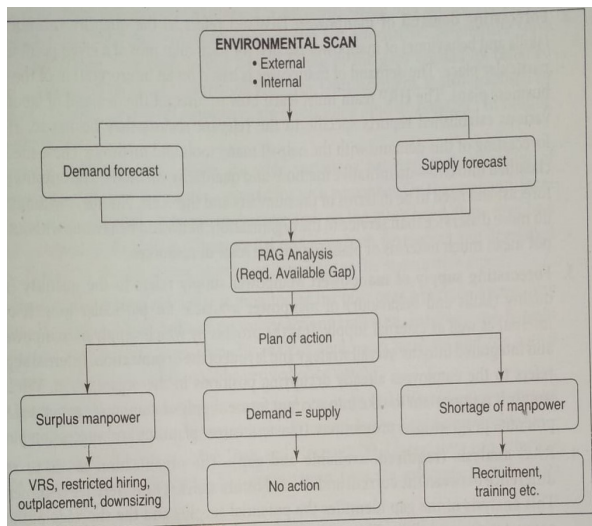 ENVIRONMENTAL SCAN
• External
• Internal
Demand forecast
Supply forecast
RAG Analysis
(Reqd. Available Gap)
Plan of action
Surplus manpower
Demand = supply
Shortage of manpower
VRS, restricted hiring,
outplacement, downsizing
No action
Recruitment,
training etc.